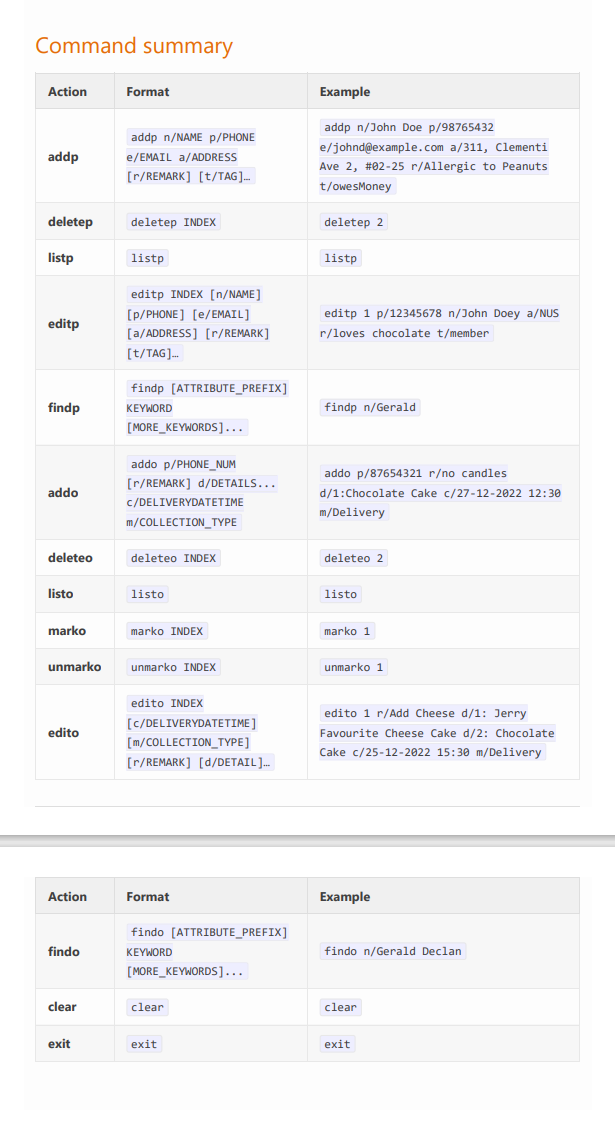 Command summary
Action Format Example
addp
addp n/NAME p/PHONE
e/EMAIL a/ADDRESS
[r/REMARK] [t/TAG]…
addp n/John Doe p/98765432
e/johnd@example.com a/311, Clementi
Ave 2, #02-25 r/Allergic to Peanuts
t/owesMoney
deletep deletep INDEX deletep 2
listp listp listp
editp
editp INDEX [n/NAME]
[p/PHONE] [e/EMAIL]
[a/ADDRESS] [r/REMARK]
[t/TAG]…
editp 1 p/12345678 n/John Doey a/NUS
r/loves chocolate t/member
findp
findp [ATTRIBUTE_PREFIX]
KEYWORD
[MORE_KEYWORDS]...
findp n/Gerald
addo
addo p/PHONE_NUM
[r/REMARK] d/DETAILS...
c/DELIVERYDATETIME
m/COLLECTION_TYPE
addo p/87654321 r/no candles
d/1:Chocolate Cake c/27-12-2022 12:30
m/Delivery
deleteo deleteo INDEX deleteo 2
listo listo listo
marko marko INDEX marko 1
unmarko unmarko INDEX unmarko 1
edito
edito INDEX
[c/DELIVERYDATETIME]
[m/COLLECTION_TYPE]
[r/REMARK] [d/DETAIL]…
edito 1 r/Add Cheese d/1: Jerry
Favourite Cheese Cake d/2: Chocolate
Cake c/25-12-2022 15:30 m/Delivery
Action Format Example
findo
findo [ATTRIBUTE_PREFIX]
KEYWORD
[MORE_KEYWORDS]...
findo n/Gerald Declan
clear clear clear
exit exit exit